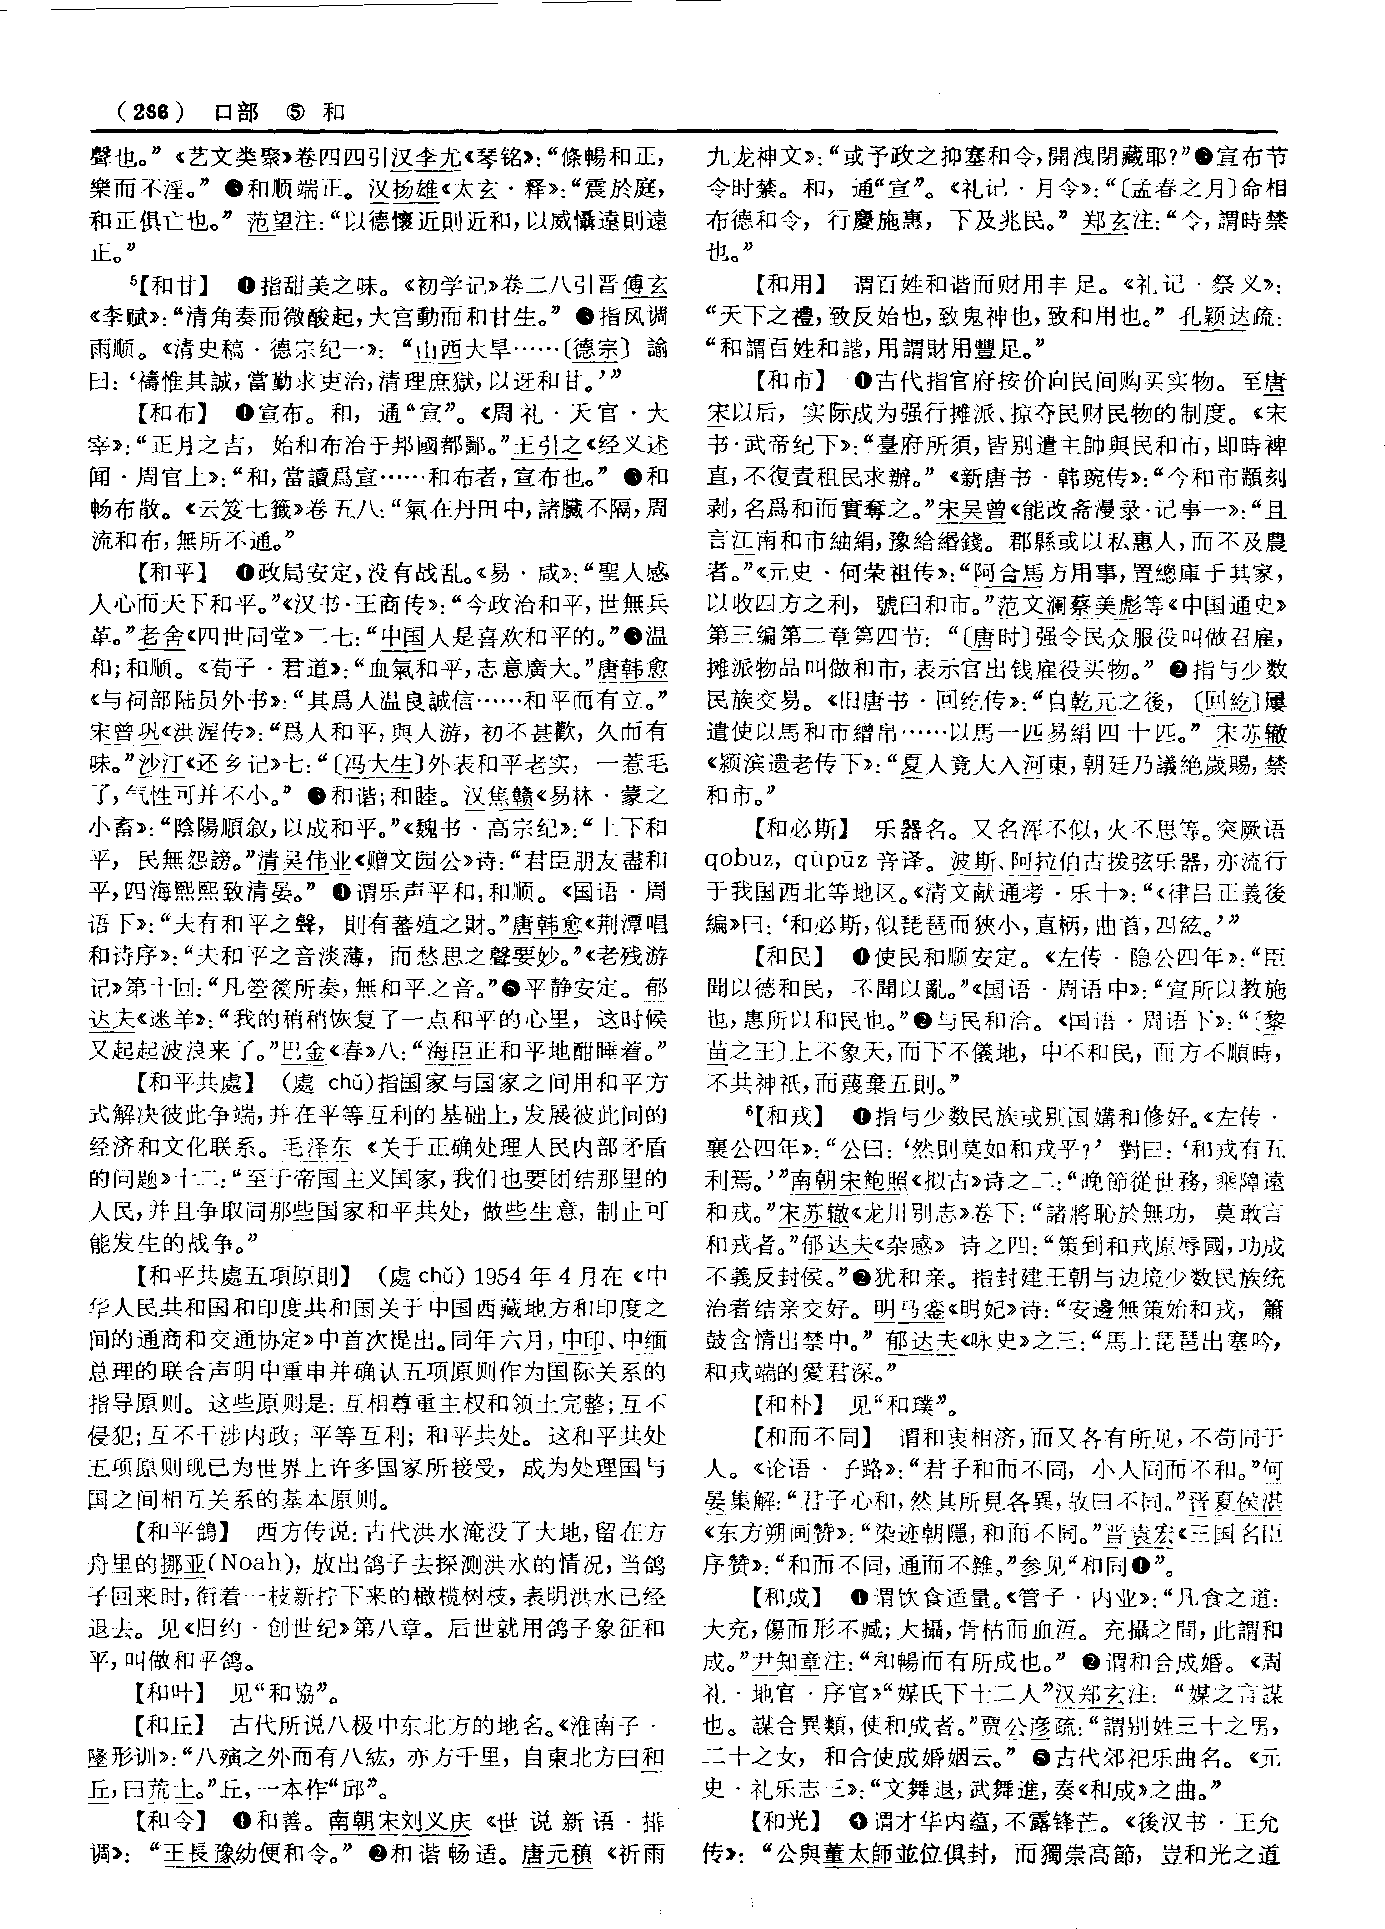 (266) 口部 ⑤ 和
聲也。”《艺文类聚》卷四四引汉李尤《琴铭》：“條暢和正，
樂而不淫。” ❸和顺端正。汉扬雄《太玄·释》：“震於庭，
和正俱亡也。”范望注：“以德懷近則近和，以威懾遠則遠
正。”
⁵【和甘】 ❶指甜美之味。《初学记》卷二八引晋傅玄
《李赋》：“清角奏而微酸起，大宫動而和甘生。” ❷指风调
雨顺。《清史稿·德宗纪一》：“山西大旱……〔德宗〕諭
曰：‘禱惟其誠，當勤求吏治，清理庶獄，以迓和甘。’”
【和布】 ❶宣布。和，通“宣”。《周礼·天官·大
宰》：“正月之吉，始和布治于邦國都鄙。”王引之《经义述
闻·周官上》：“和，當讀爲宣……和布者，宣布也。” ❷和
畅布散。《云笈七籤》卷五八：“氣在丹田中，諸臟不隔，周
流和布，無所不通。”
【和平】 ❶政局安定，没有战乱。《易·咸》：“聖人感
人心而天下和平。”《汉书·王商传》：“今政治和平，世無兵
革。”老舍《四世同堂》二七：“中国人是喜欢和平的。”❷温
和；和顺。《荀子·君道》：“血氣和平，志意廣大。”唐韩愈
《与祠部陆员外书》：“其爲人温良誠信……和平而有立。”
宋曾巩《洪渥传》：“爲人和平，與人游，初不甚歡，久而有
味。”沙汀《还乡记》七：“〔冯大生〕外表和平老实，一惹毛
了，气性可并不小。” ❸和谐；和睦。汉焦赣《易林·蒙之
小畜》：“陰陽順敘，以成和平。”《魏书·高宗纪》：“上下和
平，民無怨謗。”清吴伟业《赠文园公》诗：“君臣朋友盡和
平，四海熙熙致清晏。” ❹谓乐声平和，和顺。《国语·周
语下》：“夫有和平之聲，則有蕃殖之財。”唐韩愈《荆潭唱
和诗序》：“夫和平之音淡薄，而愁思之聲要妙。”《老残游
记》第十回：“凡箜篌所奏，無和平之音。”❺平静安定。郁
达夫《迷羊》：“我的稍稍恢复了一点和平的心里，这时候
又起起波浪来了。”巴金《春》八：“海臣正和平地酣睡着。”
【和平共處】 （處 chǔ）指国家与国家之间用和平方
式解决彼此争端，并在平等互利的基础上，发展彼此间的
经济和文化联系。毛泽东《关于正确处理人民内部矛盾
的问题》十二：“至于帝国主义国家，我们也要团结那里的
人民，并且争取同那些国家和平共处，做些生意，制止可
能发生的战争。”
【和平共處五項原則】 （處 chǔ）1954年4月在《中
华人民共和国和印度共和国关于中国西藏地方和印度之
间的通商和交通协定》中首次提出。同年六月，中印、中缅
总理的联合声明中重申并确认五项原则作为国际关系的
指导原则。这些原则是：互相尊重主权和领土完整；互不
侵犯；互不干涉内政；平等互利；和平共处。这和平共处
五项原则现已为世界上许多国家所接受，成为处理国与
国之间相互关系的基本原则。
【和平鴿】 西方传说：古代洪水淹没了大地，留在方
舟里的挪亚(Noah)，放出鸽子去探测洪水的情况，当鸽
子回来时，衔着一枝新拧下来的橄榄树枝，表明洪水已经
退去。见《旧约·创世纪》第八章。后世就用鸽子象征和
平，叫做和平鸽。
【和叶】 见“和協”。
【和丘】 古代所说八极中东北方的地名。《淮南子·
墬形训》：“八殥之外而有八紘，亦方千里，自東北方曰和
丘，曰荒土。”丘，一本作“邱”。
【和令】 ❶和善。南朝宋刘义庆《世说新语·排
调》：“王長豫幼便和令。” ❷和谐畅适。唐元稹《祈雨
九龙神文》：“或予政之抑塞和令，開洩閉藏耶？”❸宣布节
令时禁。和，通“宣”。《礼记·月令》：“〔孟春之月〕命相
布德和令，行慶施惠，下及兆民。”郑玄注：“令，謂時禁
也。”
【和用】 谓百姓和谐而财用丰足。《礼记·祭义》：
“天下之禮，致反始也，致鬼神也，致和用也。”孔颖达疏：
“和謂百姓和諧，用謂財用豐足。”
【和市】 ❶古代指官府按价向民间购买实物。至唐
宋以后，实际成为强行摊派、掠夺民财民物的制度。《宋
书·武帝纪下》：“臺府所須，皆別遣主帥與民和市，即時裨
直，不復責租民求辦。”《新唐书·韩琬传》：“今和市顓刻
剥，名爲和而實奪之。”宋吴曾《能改斋漫录·记事一》：“且
言江南和市紬絹，豫給緡錢。郡縣或以私惠人，而不及農
者。”《元史·何荣祖传》：“阿合馬方用事，置總庫于其家，
以收四方之利，號曰和市。”范文澜蔡美彪等《中国通史》
第三编第二章第四节：“〔唐时〕强令民众服役叫做召雇，
摊派物品叫做和市，表示官出钱雇役买物。” ❷指与少数
民族交易。《旧唐书·回纥传》：“自乾元之後，〔回紇〕屢
遣使以馬和市繒帛……以馬一匹易絹四十匹。”宋苏辙
《颍滨遗老传下》：“夏人竟大入河東，朝廷乃議絶歲賜，禁
和市。”
【和必斯】 乐器名。又名浑不似，火不思等。突厥语
qobuz，qūpūz 音译。波斯、阿拉伯古拨弦乐器，亦流行
于我国西北等地区。《清文献通考·乐十》：“《律吕正義後
編》曰：‘和必斯，似琵琶而狹小，直柄，曲首，四絃。’”
【和民】 ❶使民和顺安定。《左传·隐公四年》：“臣
聞以德和民，不聞以亂。”《国语·周语中》：“寬所以教施
也，惠所以和民也。”❷与民和洽。《国语·周语下》：“〔黎
苗之王〕上不象天，而下不儀地，中不和民，而方不順時，
不共神祇，而蔑棄五則。”
⁶【和戎】 ❶指与少数民族或别国媾和修好。《左传·
襄公四年》：“公曰：‘然則莫如和戎乎？’對曰：‘和戎有五
利焉。’”南朝宋鲍照《拟古》诗之二：“晚節從世務，乘障遠
和戎。”宋苏辙《龙川别志》卷下：“諸將恥於無功，莫敢言
和戎者。”郁达夫《杂感》诗之四：“策到和戎原辱國，功成
不義反封侯。”❷犹和亲。指封建王朝与边境少数民族统
治者结亲交好。明马銮《明妃》诗：“安邊無策始和戎，簫
鼓含情出禁中。”郁达夫《咏史》之三：“馬上琵琶出塞吟，
和戎端的愛君深。”
【和朴】 见“和璞”。
【和而不同】 谓和衷相济，而又各有所见，不苟同于
人。《论语·子路》：“君子和而不同，小人同而不和。”何
晏集解：“君子心和，然其所見各異，故曰不同。”晋夏侯湛
《东方朔画赞》：“染迹朝隱，和而不同。”晋袁宏《三国名臣
序赞》：“和而不同，通而不雜。”参见“和同❶”。
【和成】 ❶谓饮食适量。《管子·内业》：“凡食之道：
大充，傷而形不臧；大攝，骨枯而血沍。充攝之間，此謂和
成。”尹知章注：“和暢而有所成也。” ❷谓和合成婚。《周
礼·地官·序官》“媒氏下士二人”汉郑玄注：“媒之言謀
也。謀合異類，使和成者。”贾公彦疏：“謂別姓三十之男，
二十之女，和合使成婚姻云。” ❸古代郊祀乐曲名。《元
史·礼乐志三》：“文舞退，武舞進，奏《和成》之曲。”
【和光】 ❶谓才华内蕴，不露锋芒。《後汉书·王允
传》：“公與董太師並位俱封，而獨崇高節，豈和光之道